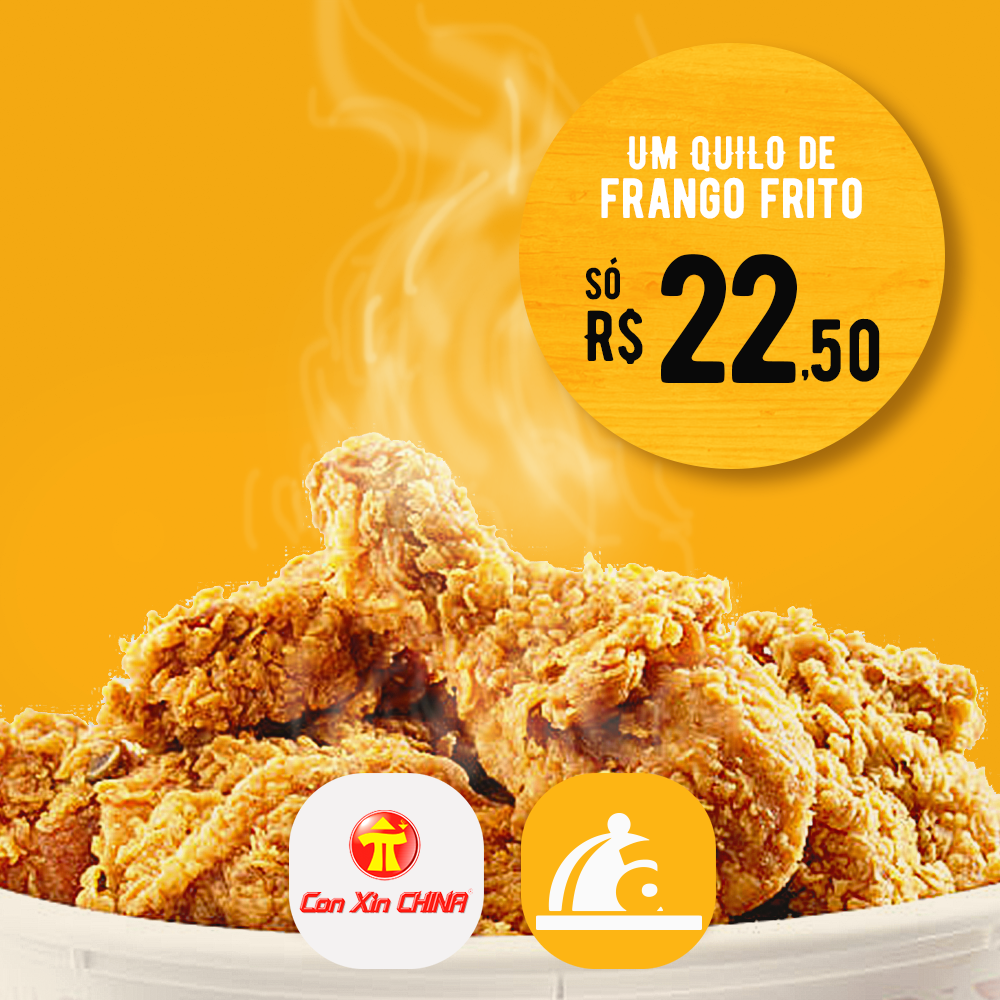 UM QUILO DE
FRANGO FRITO
SÓ
R$ 22,50
Con Xin CHINA
a.